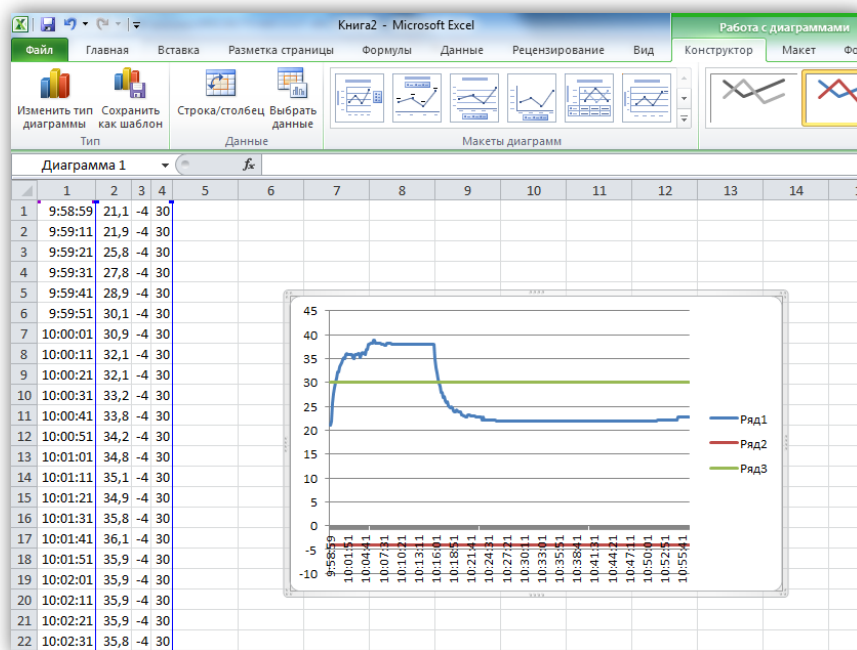 Книга2 - Microsoft Excel
Работа с диаграммами
Файл Главная Вставка Разметка страницы Формулы Данные Рецензирование Вид Конструктор Макет
Изменить тип диаграммы Сохранить как шаблон Строка/столбец Выбрать данные
Тип Данные Макеты диаграмм
Диаграмма 1 fx
1 2 3 4 5 6 7 8 9 10 11 12 13 14
1 9:58:59 21,1 -4 30
2 9:59:11 21,9 -4 30
3 9:59:21 25,8 -4 30
4 9:59:31 27,8 -4 30
5 9:59:41 28,9 -4 30
6 9:59:51 30,1 -4 30
7 10:00:01 30,9 -4 30
8 10:00:11 32,1 -4 30
9 10:00:21 32,1 -4 30
10 10:00:31 33,2 -4 30
11 10:00:41 33,8 -4 30
12 10:00:51 34,2 -4 30
13 10:01:01 34,8 -4 30
14 10:01:11 35,1 -4 30
15 10:01:21 34,9 -4 30
16 10:01:31 35,8 -4 30
17 10:01:41 36,1 -4 30
18 10:01:51 35,9 -4 30
19 10:02:01 35,9 -4 30
20 10:02:11 35,9 -4 30
21 10:02:21 35,9 -4 30
22 10:02:31 35,8 -4 30
45
40
35
30
25
20
15
10
5
0
-5
-10
9:58:59
10:01:51
10:04:41
10:07:31
10:10:21
10:13:11
10:16:01
10:18:51
10:21:41
10:24:31
10:27:21
10:30:11
10:33:01
10:35:51
10:38:41
10:41:31
10:44:21
10:47:11
10:50:01
10:52:51
10:55:41
Ряд1
Ряд2
Ряд3